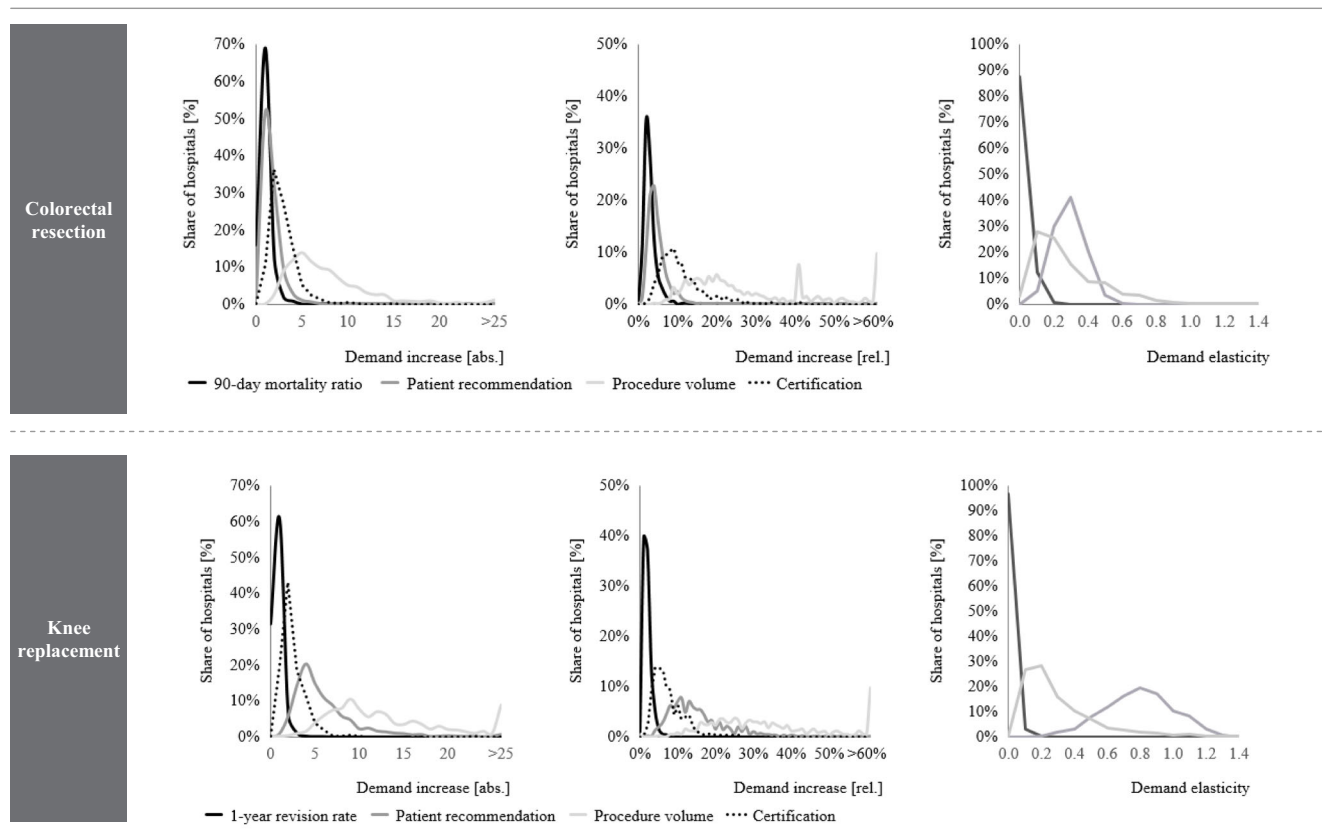 Colorectal
resection
Share of hospitals [%]
70%
60%
50%
40%
30%
20%
10%
0%
0 5 10 15 20 >25
Demand increase [abs.]
Share of hospitals [%]
50%
40%
30%
20%
10%
0%
0% 10% 20% 30% 40% 50% >60%
Demand increase [rel.]
Share of hospitals [%]
100%
90%
80%
70%
60%
50%
40%
30%
20%
10%
0%
0.0 0.2 0.4 0.6 0.8 1.0 1.2 1.4
Demand elasticity
90-day mortality ratio Patient recommendation Procedure volume Certification
Knee
replacement
Share of hospitals [%]
70%
60%
50%
40%
30%
20%
10%
0%
0 5 10 15 20 >25
Demand increase [abs.]
Share of hospitals [%]
50%
40%
30%
20%
10%
0%
0% 10% 20% 30% 40% 50% >60%
Demand increase [rel.]
Share of hospitals [%]
100%
90%
80%
70%
60%
50%
40%
30%
20%
10%
0%
0.0 0.2 0.4 0.6 0.8 1.0 1.2 1.4
Demand elasticity
1-year revision rate Patient recommendation Procedure volume Certification